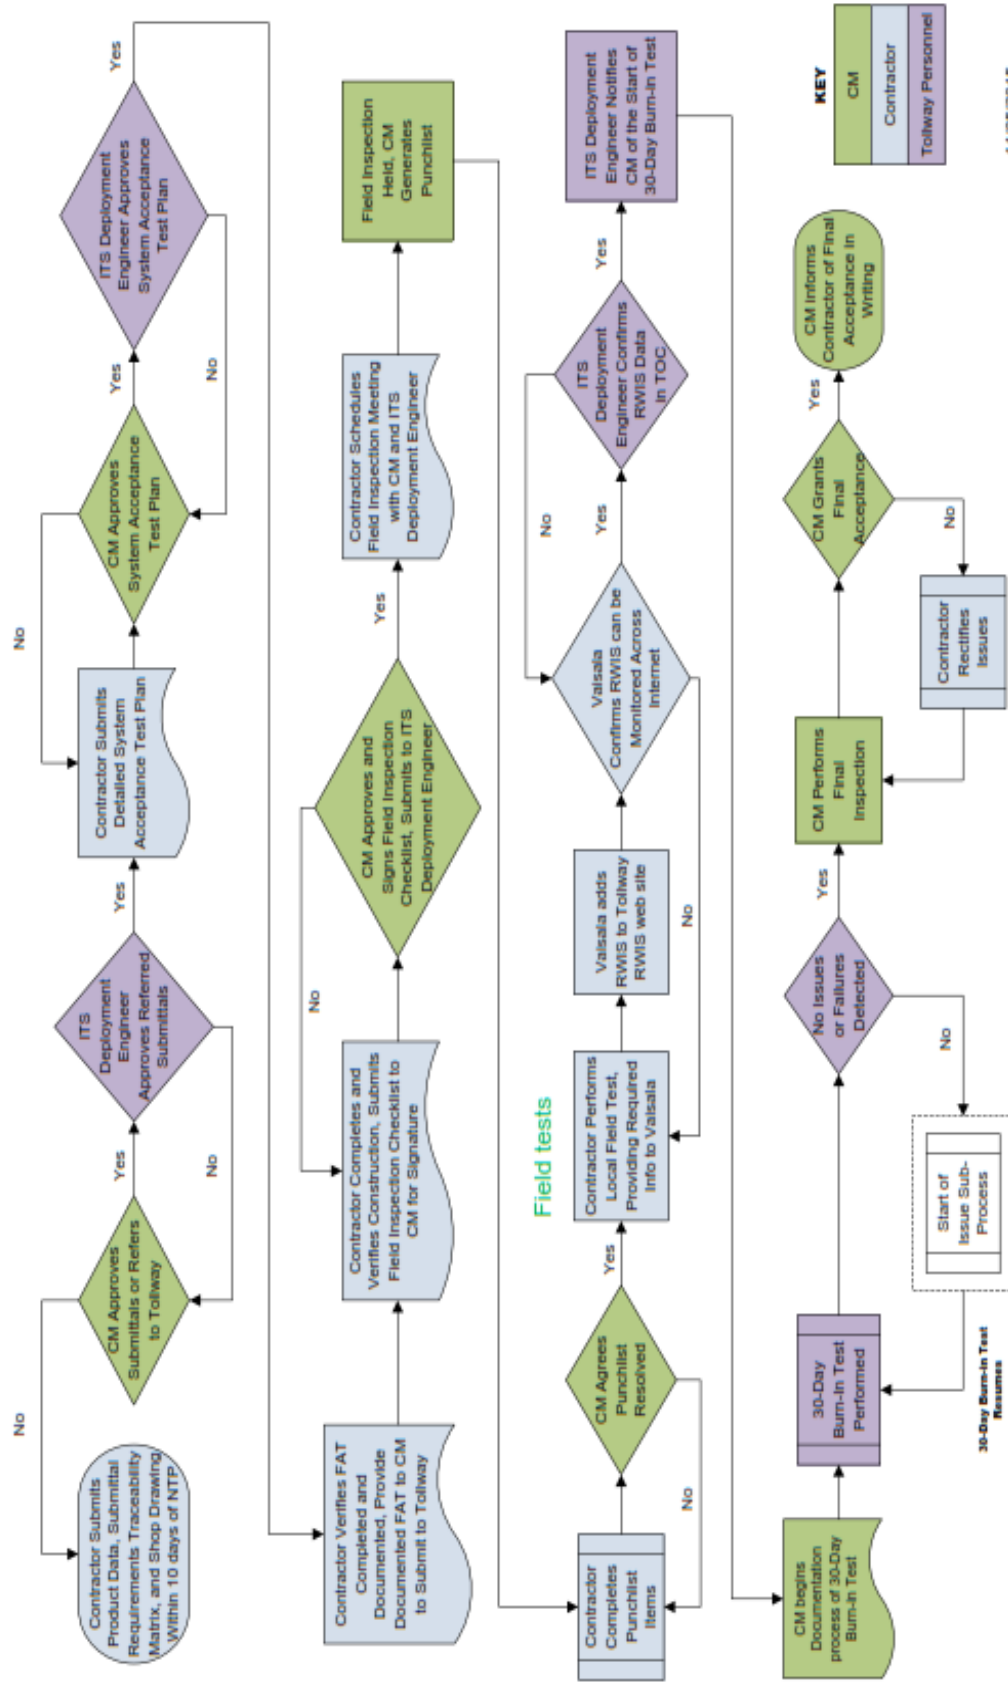 Contractor Submits
Product Data, Submittal
Requirements Traceability
Matrix, and Shop Drawing
Within 10 days of NTP
No
CM Approves
Submittals or Refers
to Tollway
Yes
No
ITS
Deployment
Engineer
Approves Referred
Submittals
Yes
Contractor Submits
Detailed System
Acceptance Test Plan
No
CM Approves
System Acceptance
Test Plan
Yes
No
ITS Deployment
Engineer Approves
System Acceptance
Test Plan
Yes
Contractor Verifies FAT
Completed and
Documented, Provide
Documented FAT to CM
to Submit to Tollway
Contractor Completes and
Verifies Construction, Submits
Field Inspection Checklist to
CM for Signature
No
CM Approves and
Signs Field Inspection
Checklist, Submits to ITS
Deployment Engineer
Yes
Contractor Schedules
Field Inspection Meeting
with CM and ITS
Deployment Engineer
Field Inspection
Held, CM
Generates
Punchlist
Contractor
Completes
Punchlist
Items
No
CM Agrees
Punchlist
Resolved
Yes
Field tests
Contractor Performs
Local Field Test,
Providing Required
Info to Vaisala
Vaisala adds
RWIS to Tollway
RWIS web site
No
Vaisala
Confirms RWIS can be
Monitored Across
Internet
Yes
No
ITS
Deployment
Engineer Confirms
RWIS Data
in TOC
Yes
ITS Deployment
Engineer Notifies
CM of the Start of
30-Day Burn-in Test
CM begins
Documentation
process of 30-Day
Burn-in Test
30-Day
Burn-in Test
Performed
30-Day Burn-in Test
Resumes
Start of
Issue Sub-
Process
No
No Issues
or Failures
Detected
Yes
CM Performs
Final
Inspection
Contractor
Rectifies
Issues
No
CM Grants
Final
Acceptance
Yes
CM Informs
Contractor of Final
Acceptance in
Writing
KEY
CM
Contractor
Tollway Personnel